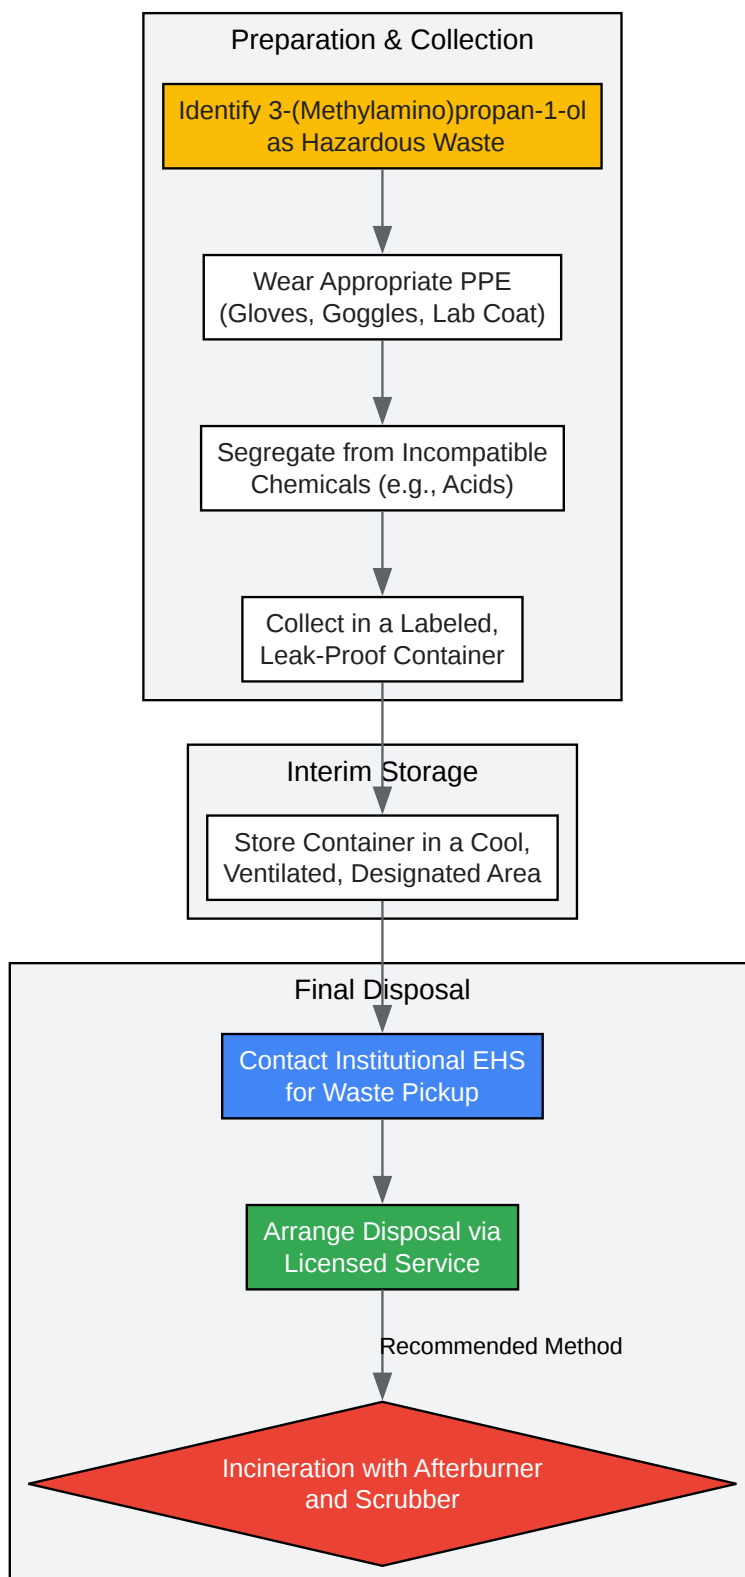 Preparation & Collection
Identify 3-(Methylamino)propan-1-ol
as Hazardous Waste
Wear Appropriate PPE
(Gloves, Goggles, Lab Coat)
Segregate from Incompatible
Chemicals (e.g., Acids)
Collect in a Labeled,
Leak-Proof Container
Interim Storage
Store Container in a Cool,
Ventilated, Designated Area
Final Disposal
Contact Institutional EHS
for Waste Pickup
Arrange Disposal via
Licensed Service
Recommended Method
Incineration with Afterburner
and Scrubber